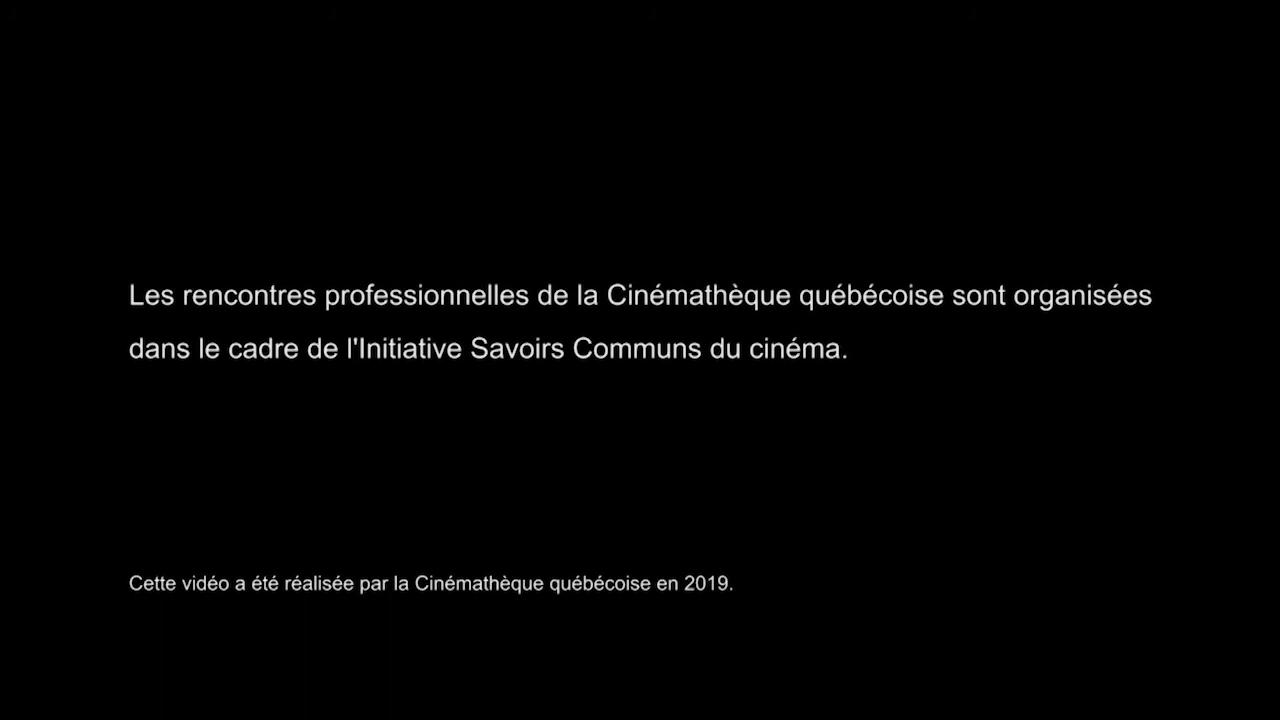 Les rencontres professionnelles de la Cinémathèque québécoise sont organisées
dans le cadre de l'Initiative Savoirs Communs du cinéma.
Cette vidéo a été réalisée par la Cinémathèque québécoise en 2019.